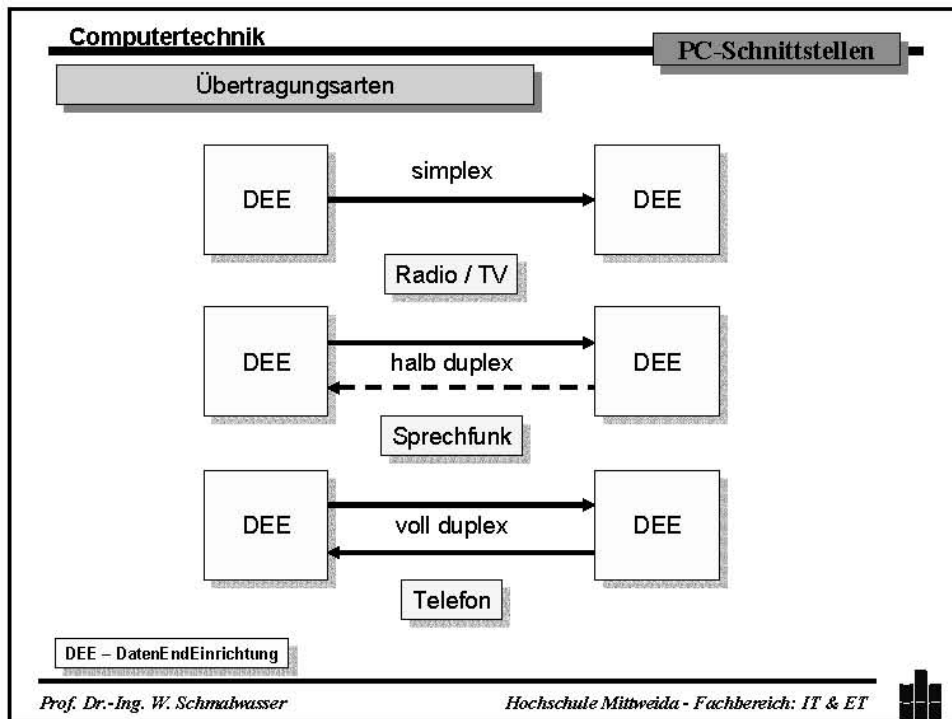 Computertechnik
PC-Schnittstellen
Übertragungsarten
DEE
simplex
DEE
Radio / TV
DEE
halb duplex
DEE
Sprechfunk
DEE
voll duplex
DEE
Telefon
DEE – DatenEndEinrichtung
Prof. Dr.-Ing. W. Schmalwasser
Hochschule Mittweida - Fachbereich: IT & ET